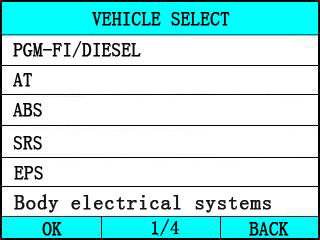 VEHICLE SELECT
PGM-FI/DIESEL
AT
ABS
SRS
EPS
Body electrical systems
OK 1/4 BACK